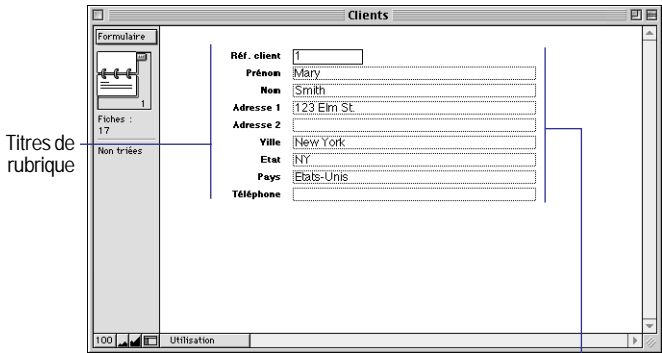 Clients
Formulaire
1
Fiches :
17
Non triées
Titres de
rubrique
Réf. client 1
Prénom Mary
Nom Smith
Adresse 1 123 Elm St.
Adresse 2
Ville New York
Etat NY
Pays Etats-Unis
Téléphone
100 Utilisation